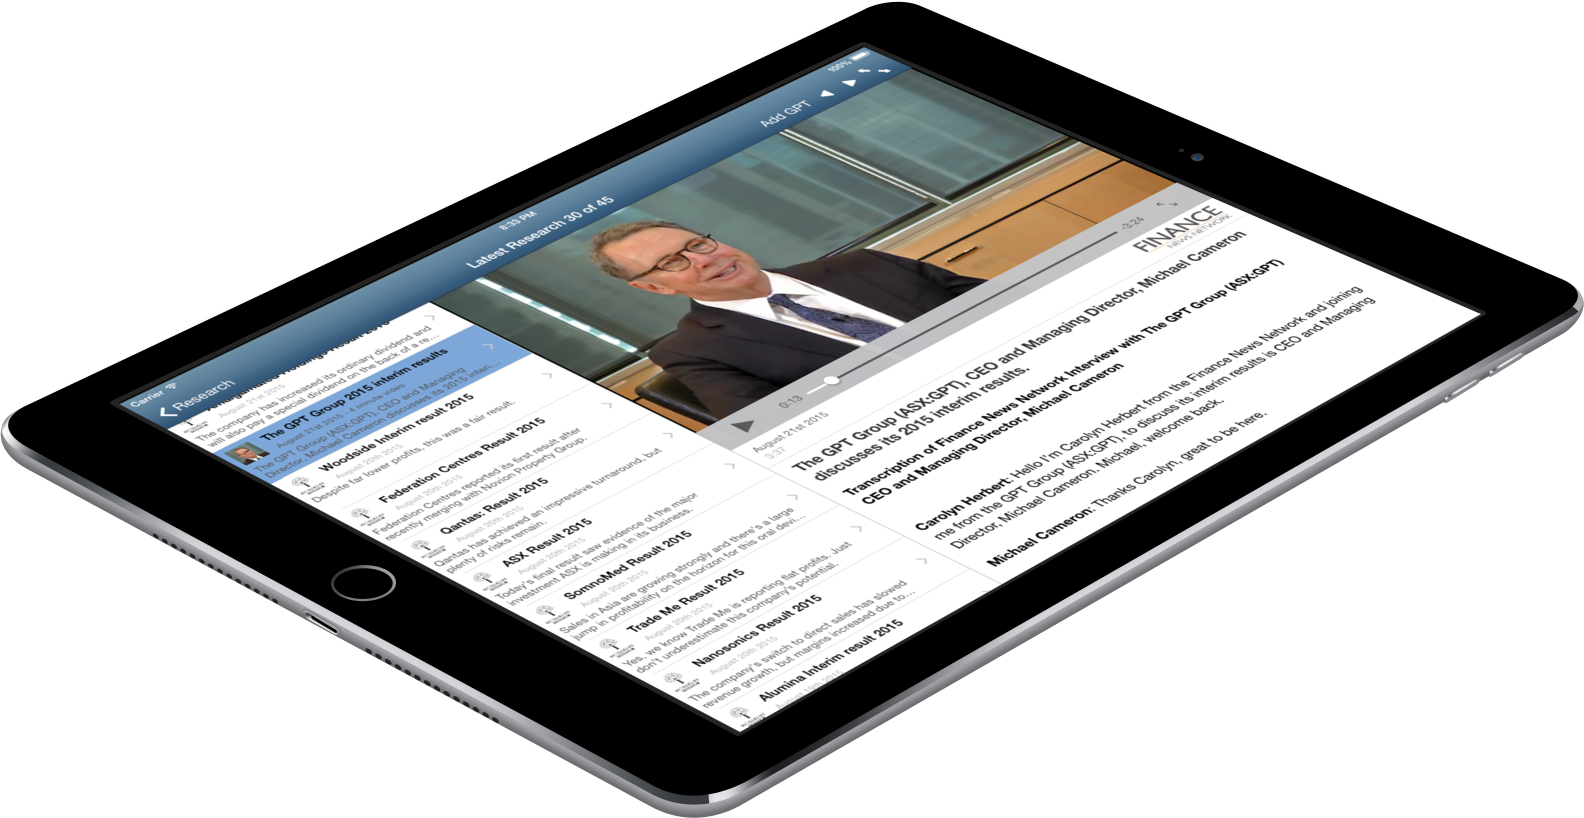 Carrier
8:33 PM
100%
Research
Latest Research 30 of 45
Add GPT
August 21st 2015
The company has increased its ordinary dividend and
will also pay a special dividend on the back of a re...
The GPT Group 2015 interim results
August 21st 2015 - 4 minute video
The GPT Group (ASX:GPT), CEO and Managing
Director, Michael Cameron discusses its 2015 interi...
Woodside Interim result 2015
August 20th 2015
Despite far lower profits, this was a fair result.
Federation Centres Result 2015
August 20th 2015
Federation Centres reported its first result after
recently merging with Novion Property Group.
Qantas: Result 2015
August 20th 2015
Qantas has achieved an impressive turnaround, but
plenty of risks remain.
ASX Result 2015
August 20th 2015
Today's final result saw evidence of the major
investment ASX is making in its business.
SomnoMed Result 2015
August 20th 2015
Sales in Asia are growing strongly and there's a large
jump in profitability on the horizon for this oral devi...
Trade Me Result 2015
August 20th 2015
Yes, we know Trade Me is reporting flat profits. Just
don't underestimate this company's potential.
Nanosonics Result 2015
August 20th 2015
The company's switch to direct sales has slowed
revenue growth, but margins increased due to...
Alumina Interim result 2015
0:13
-3:24
August 21st 2015
3:37
FINANCE
NEWS NETWORK
The GPT Group (ASX:GPT), CEO and Managing Director, Michael Cameron
discusses its 2015 interim results.
Transcription of Finance News Network Interview with The GPT Group (ASX:GPT)
CEO and Managing Director, Michael Cameron
Carolyn Herbert: Hello I'm Carolyn Herbert from the Finance News Network and joining
me from the GPT Group (ASX:GPT), to discuss its interim results is CEO and Managing
Director, Michael Cameron. Michael, welcome back.
Michael Cameron: Thanks Carolyn, great to be here.